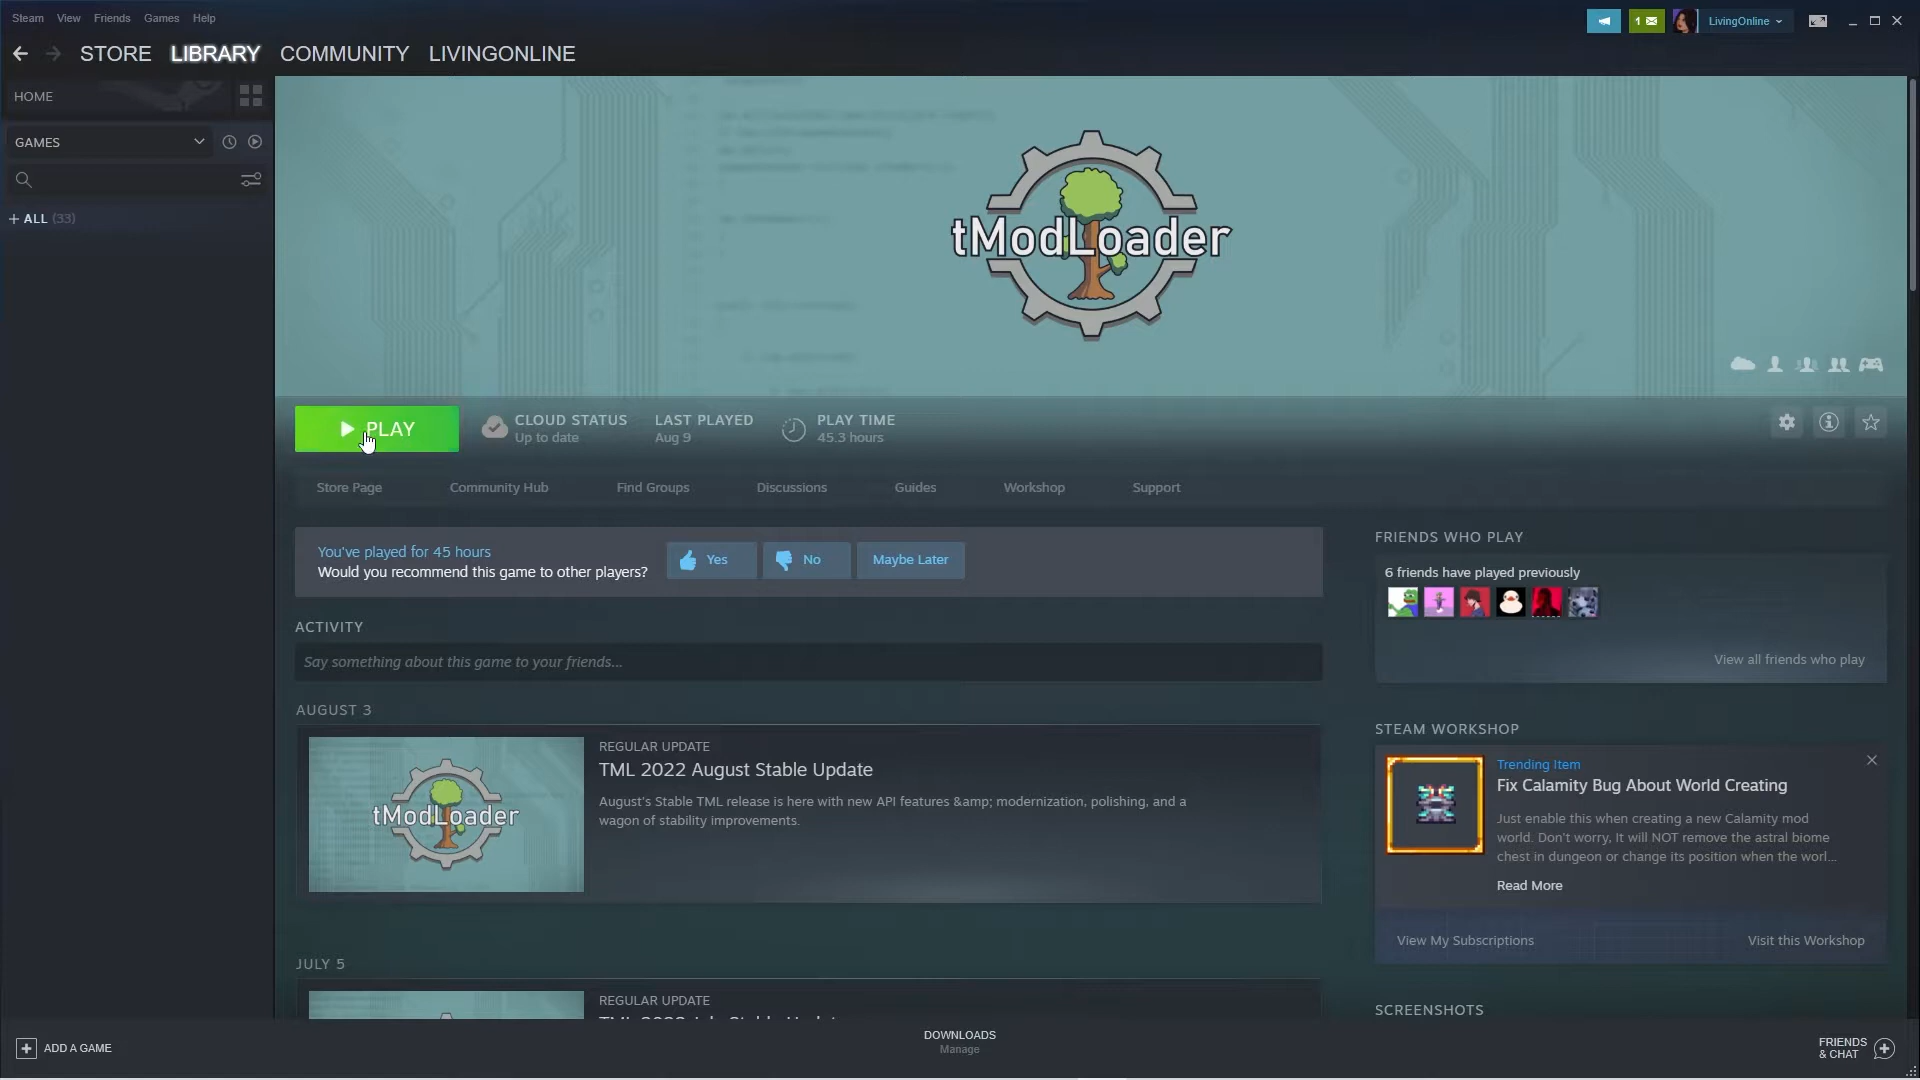 Steam View Friends Games Help
1
LivingOnline
STORE LIBRARY COMMUNITY LIVINGONLINE
HOME
GAMES
+ ALL (33)
tModLoader
PLAY
CLOUD STATUS
Up to date
LAST PLAYED
Aug 9
PLAY TIME
45.3 hours
Store Page Community Hub Find Groups Discussions Guides Workshop Support
You've played for 45 hours
Would you recommend this game to other players?
Yes No Maybe Later
FRIENDS WHO PLAY
6 friends have played previously
View all friends who play
ACTIVITY
Say something about this game to your friends...
AUGUST 3
tModLoader
REGULAR UPDATE
TML 2022 August Stable Update
August's Stable TML release is here with new API features &amp; modernization, polishing, and a
wagon of stability improvements.
STEAM WORKSHOP
Trending Item
Fix Calamity Bug About World Creating
Just enable this when creating a new Calamity mod
world. Don't worry, It will NOT remove the astral biome
chest in dungeon or change its position when the worl...
Read More
View My Subscriptions Visit this Workshop
JULY 5
REGULAR UPDATE
SCREENSHOTS
ADD A GAME
DOWNLOADS
Manage
FRIENDS
& CHAT